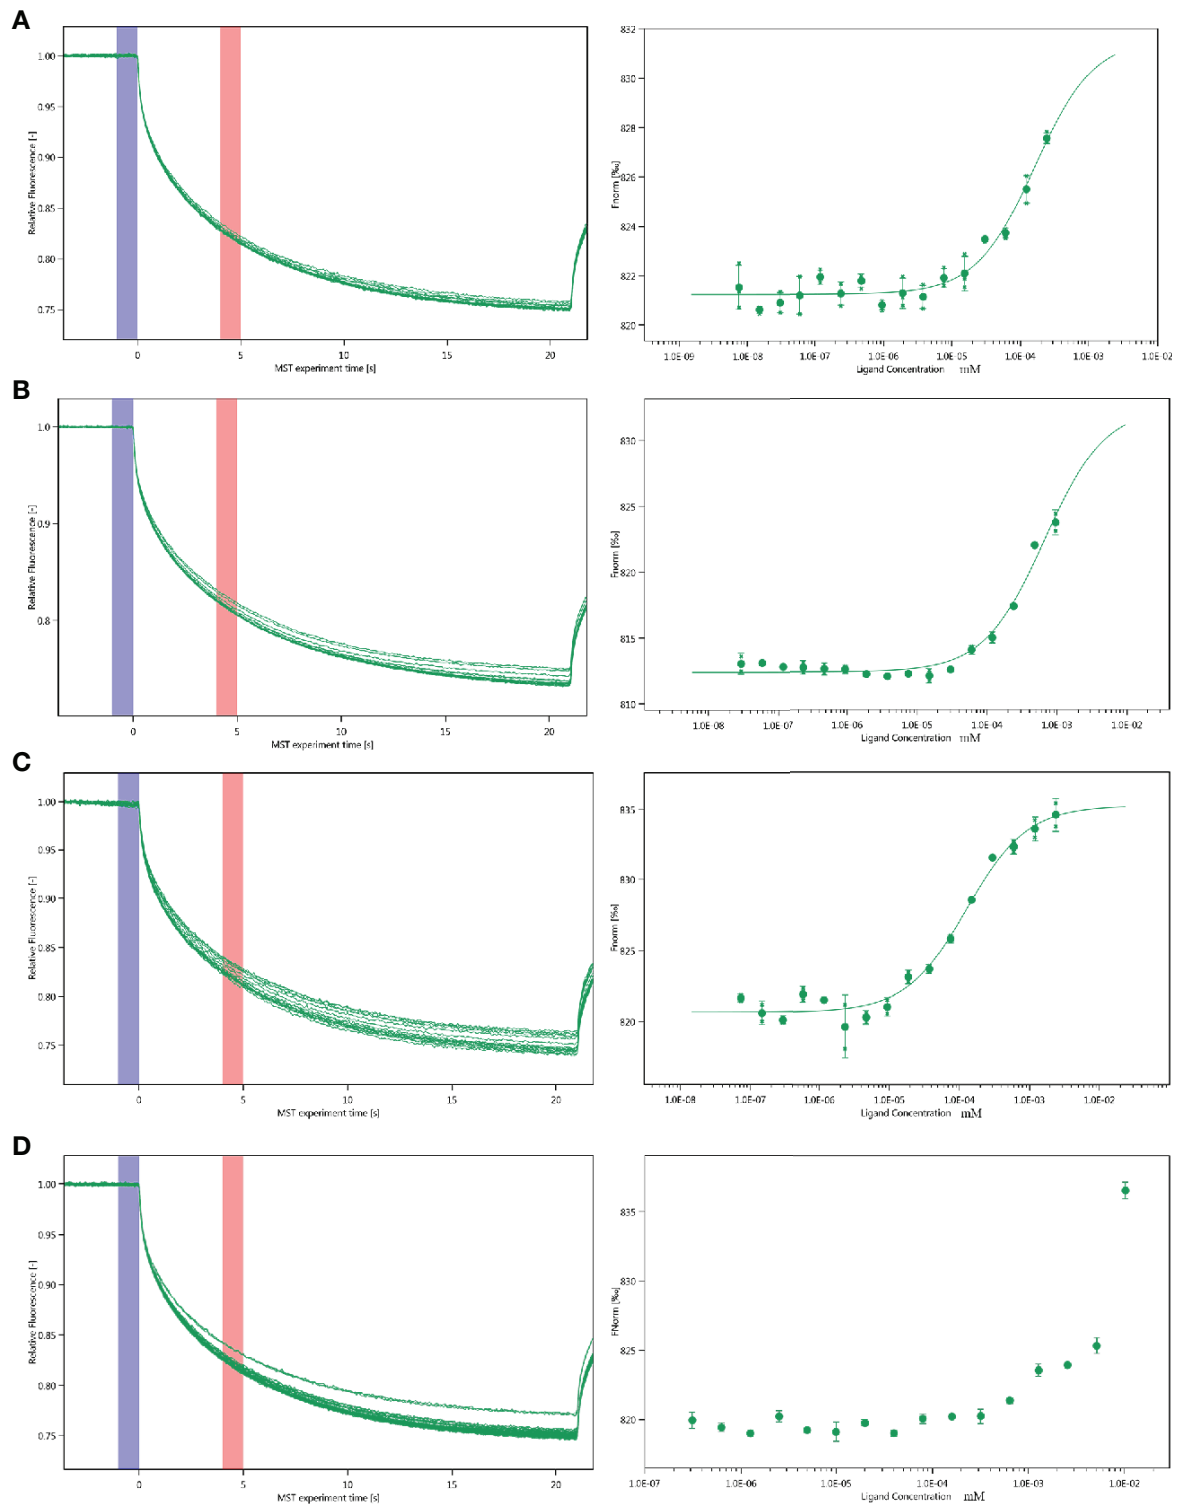 A
1.00
0.95
0.90
0.85
0.80
0.75
Relative Fluorescence [-]
0 5 10 15 20
MST experiment time [s]
832
830
828
826
824
822
820
Fnorm [‰]
1.0E-09 1.0E-08 1.0E-07 1.0E-06 1.0E-05 1.0E-04 1.0E-03 1.0E-02
Ligand Concentration mM
B
1.0
0.9
0.8
Relative Fluorescence [-]
0 5 10 15 20
MST experiment time [s]
830
825
820
815
810
Fnorm [‰]
1.0E-08 1.0E-07 1.0E-06 1.0E-05 1.0E-04 1.0E-03 1.0E-02
Ligand Concentration mM
C
1.00
0.95
0.90
0.85
0.80
0.75
Relative Fluorescence [-]
0 5 10 15 20
MST experiment time [s]
835
830
825
820
Fnorm [‰]
1.0E-08 1.0E-07 1.0E-06 1.0E-05 1.0E-04 1.0E-03 1.0E-02
Ligand Concentration mM
D
1.00
0.95
0.90
0.85
0.80
0.75
Relative Fluorescence [-]
0 5 10 15 20
MST experiment time [s]
835
830
825
820
FNorm [‰]
1.0E-07 1.0E-06 1.0E-05 1.0E-04 1.0E-03 1.0E-02
Ligand Concentration mM